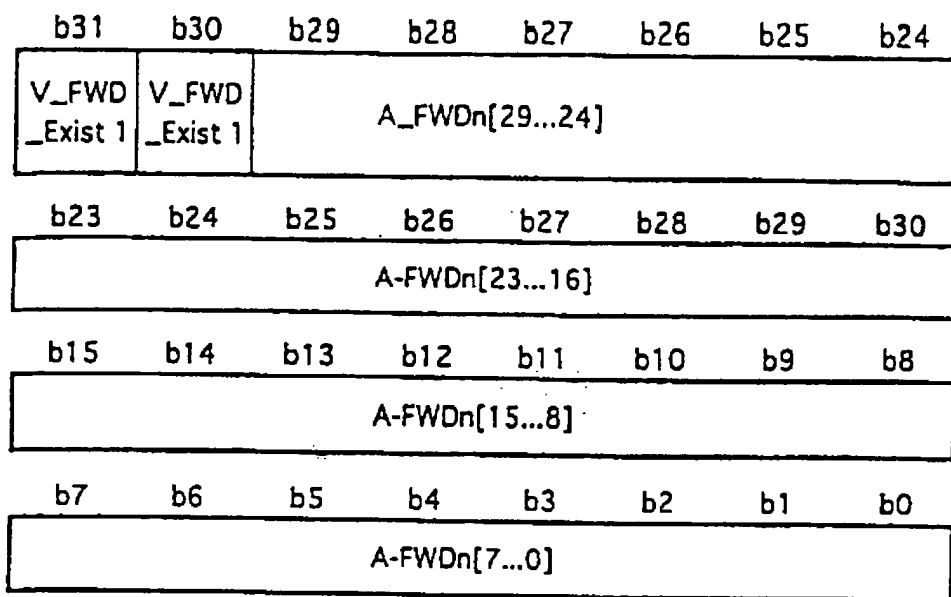 b31 b30 b29 b28 b27 b26 b25 b24
V_FWD V_FWD
_Exist 1 _Exist 1
A_FWDn[29...24]
b23 b24 b25 b26 b27 b28 b29 b30
A-FWDn[23...16]
b15 b14 b13 b12 b11 b10 b9 b8
A-FWDn[15...8]
b7 b6 b5 b4 b3 b2 b1 b0
A-FWDn[7...0]